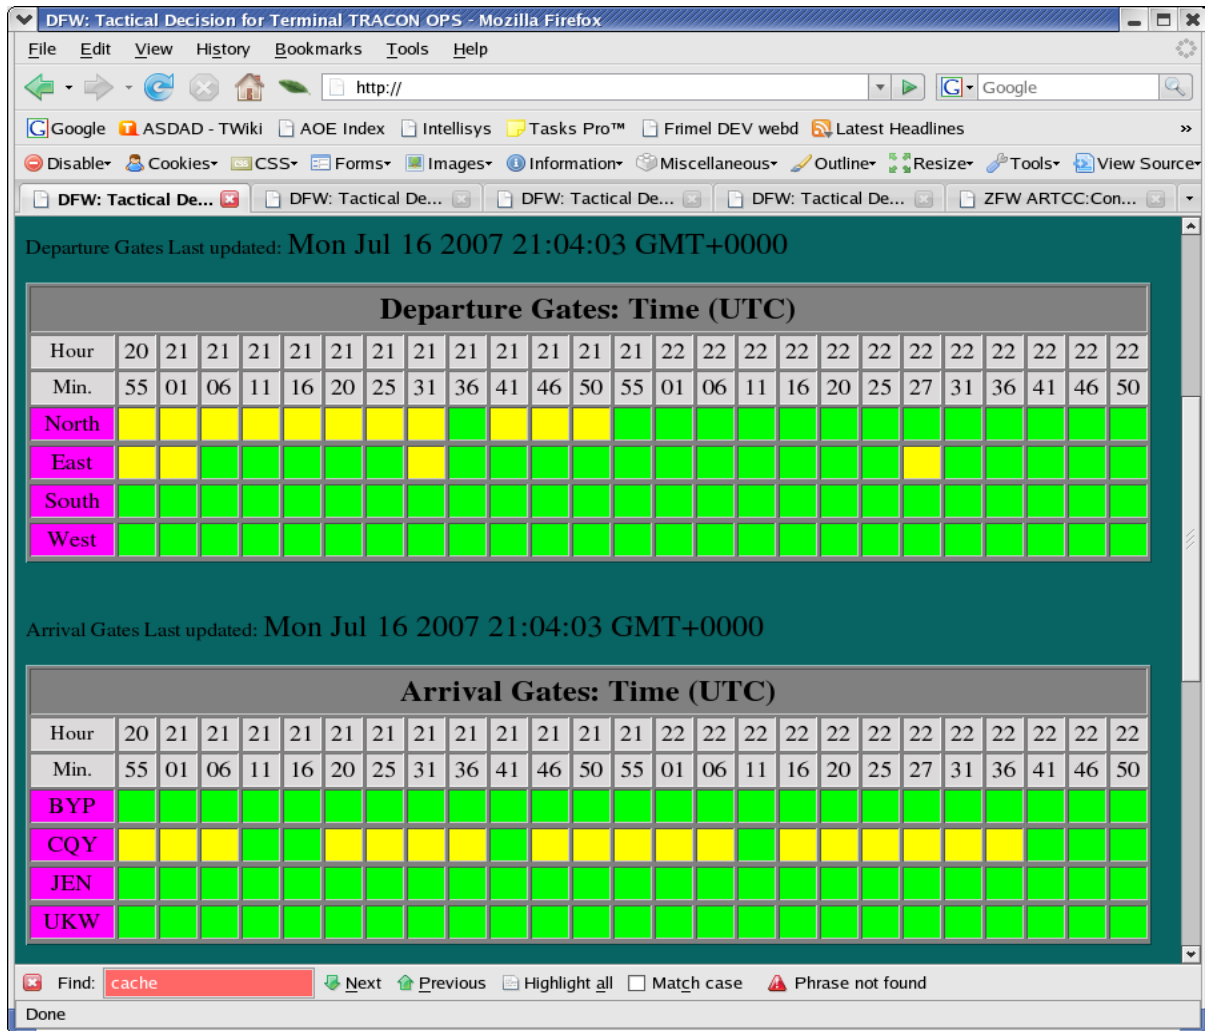 DFW: Tactical Decision for Terminal TRACON OPS - Mozilla Firefox
File Edit View History Bookmarks Tools Help
http:// G Google
Google ASDAD - TWiki AOE Index Intellisys Tasks Pro™ Frimel DEV webd Latest Headlines »
Disable Cookies CSS Forms Images Information Miscellaneous Outline Resize Tools View Source
DFW: Tactical De... DFW: Tactical De... DFW: Tactical De... DFW: Tactical De... ZFW ARTCC:Con...
Departure Gates Last updated: Mon Jul 16 2007 21:04:03 GMT+0000
Departure Gates: Time (UTC)
Hour 20 21 21 21 21 21 21 21 21 21 21 21 21 22 22 22 22 22 22 22 22 22 22 22 22
Min. 55 01 06 11 16 20 25 31 36 41 46 50 55 01 06 11 16 20 25 27 31 36 41 46 50
North
East
South
West
Arrival Gates Last updated: Mon Jul 16 2007 21:04:03 GMT+0000
Arrival Gates: Time (UTC)
Hour 20 21 21 21 21 21 21 21 21 21 21 21 21 22 22 22 22 22 22 22 22 22 22 22 22
Min. 55 01 06 11 16 20 25 31 36 41 46 50 55 01 06 11 16 20 25 27 31 36 41 46 50
BYP
CQY
JEN
UKW
Find: cache Next Previous Highlight all Match case Phrase not found
Done